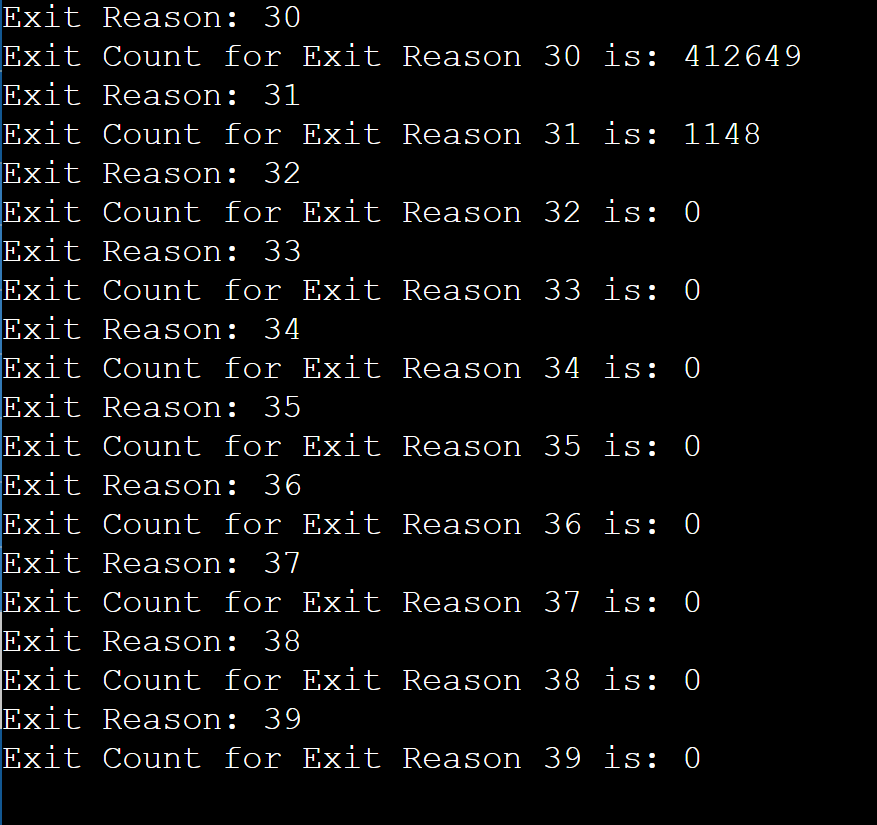 Exit Reason: 30
Exit Count for Exit Reason 30 is: 412649
Exit Reason: 31
Exit Count for Exit Reason 31 is: 1148
Exit Reason: 32
Exit Count for Exit Reason 32 is: 0
Exit Reason: 33
Exit Count for Exit Reason 33 is: 0
Exit Reason: 34
Exit Count for Exit Reason 34 is: 0
Exit Reason: 35
Exit Count for Exit Reason 35 is: 0
Exit Reason: 36
Exit Count for Exit Reason 36 is: 0
Exit Reason: 37
Exit Count for Exit Reason 37 is: 0
Exit Reason: 38
Exit Count for Exit Reason 38 is: 0
Exit Reason: 39
Exit Count for Exit Reason 39 is: 0